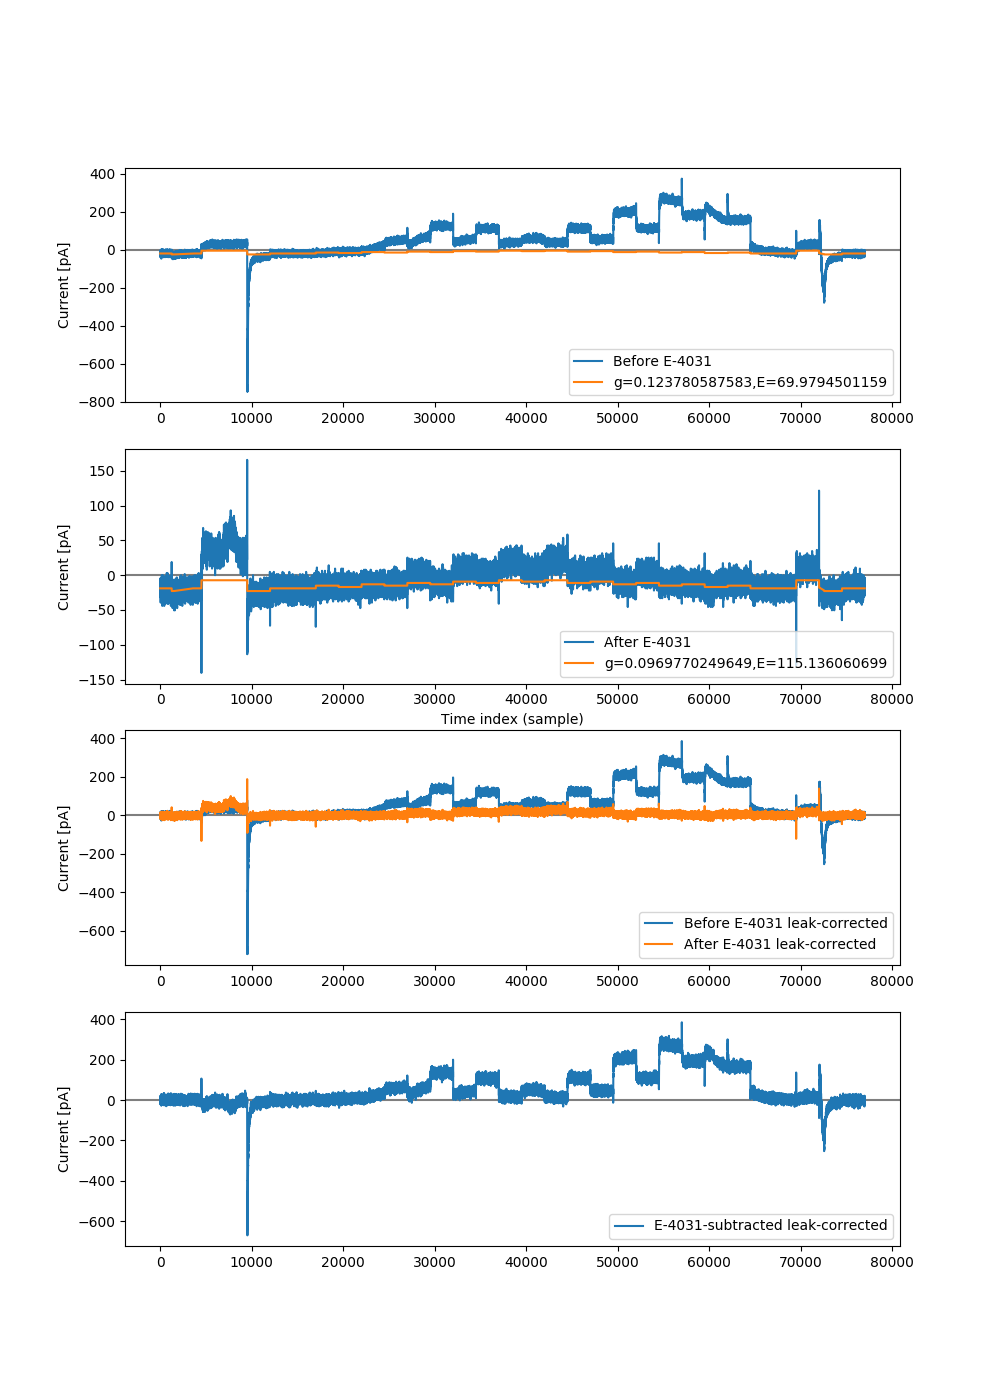 400
200
0
−200
−400
−600
−800
Current [pA]
Before E-4031
g=0.123780587583,E=69.9794501159
0 10000 20000 30000 40000 50000 60000 70000 80000
150
100
50
0
−50
−100
−150
Current [pA]
After E-4031
g=0.0969770249649,E=115.136060699
0 10000 20000 30000 40000 50000 60000 70000 80000
Time index (sample)
400
200
0
−200
−400
−600
Current [pA]
Before E-4031 leak-corrected
After E-4031 leak-corrected
0 10000 20000 30000 40000 50000 60000 70000 80000
400
200
0
−200
−400
−600
Current [pA]
E-4031-subtracted leak-corrected
0 10000 20000 30000 40000 50000 60000 70000 80000